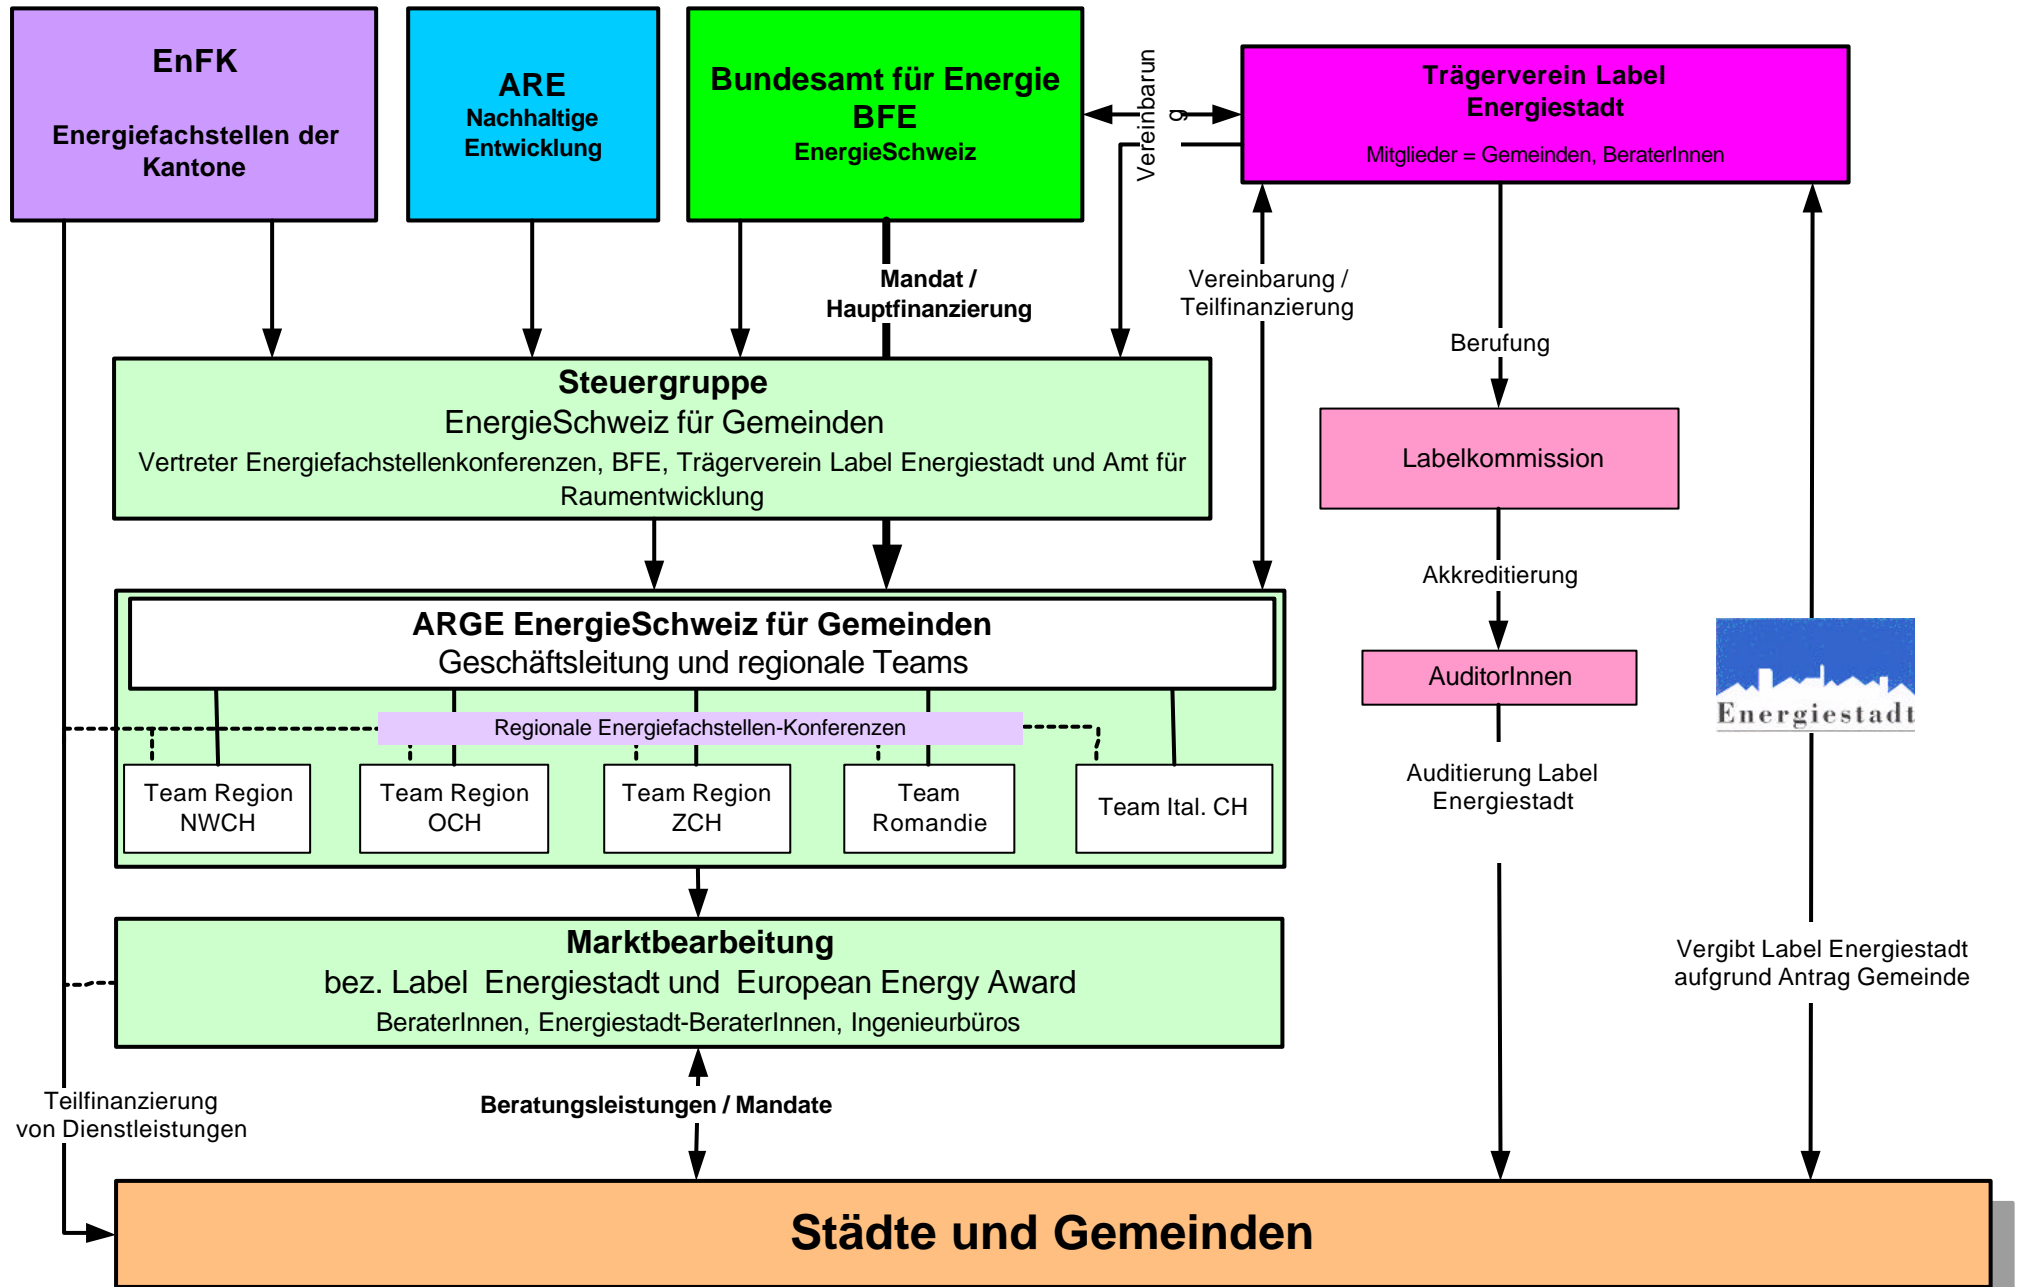 EnFK
Energiefachstellen der
Kantone
ARE
Nachhaltige
Entwicklung
Bundesamt für Energie
BFE
EnergieSchweiz
Vereinbarun
g
Trägerverein Label
Energiestadt
Mitglieder = Gemeinden, BeraterInnen
Mandat /
Hauptfinanzierung
Vereinbarung /
Teilfinanzierung
Berufung
Steuergruppe
EnergieSchweiz für Gemeinden
Vertreter Energiefachstellenkonferenzen, BFE, Trägerverein Label Energiestadt und Amt für
Raumentwicklung
Labelkommission
Akkreditierung
ARGE EnergieSchweiz für Gemeinden
Geschäftsleitung und regionale Teams
AuditorInnen
Energiestadt
Regionale Energiefachstellen-Konferenzen
Team Region
NWCH
Team Region
OCH
Team Region
ZCH
Team
Romandie
Team Ital. CH
Auditierung Label
Energiestadt
Marktbearbeitung
bez. Label Energiestadt und European Energy Award
BeraterInnen, Energiestadt-BeraterInnen, Ingenieurbüros
Vergibt Label Energiestadt
aufgrund Antrag Gemeinde
Teilfinanzierung
von Dienstleistungen
Beratungsleistungen / Mandate
Städte und Gemeinden